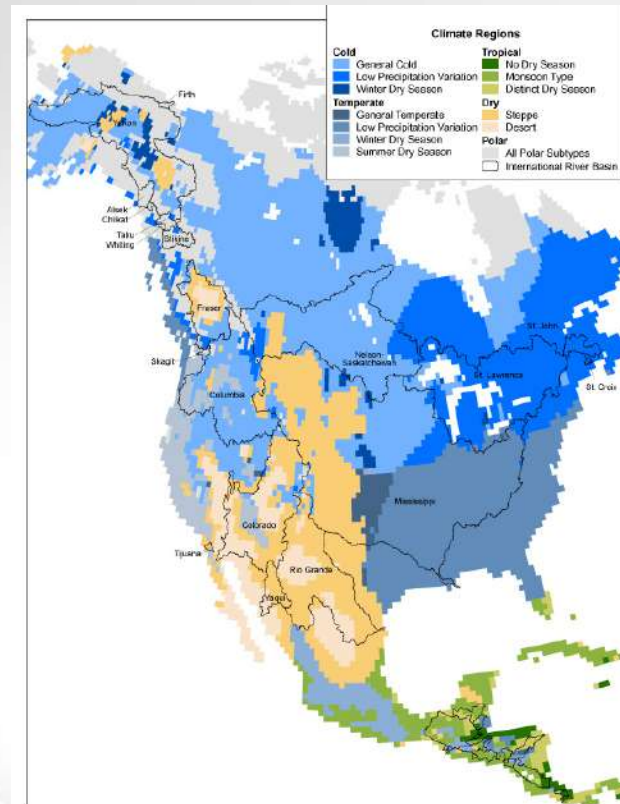 Climate Regions
Cold
General Cold
Low Precipitation Variation
Winter Dry Season
Temperate
General Temperate
Low Precipitation Variation
Winter Dry Season
Summer Dry Season
Tropical
No Dry Season
Monsoon Type
Distinct Dry Season
Dry
Steppe
Desert
Polar
All Polar Subtypes
International River Basin
Firth
Yukon
Alsek
Chilkat
Taku
Whiting
Stikine
Fraser
Skagit
Columbia
Nelson-
Saskatchewan
St. John
St. Lawrence
St. Croix
Mississippi
Colorado
Tijuana
Rio Grande
Yaqui